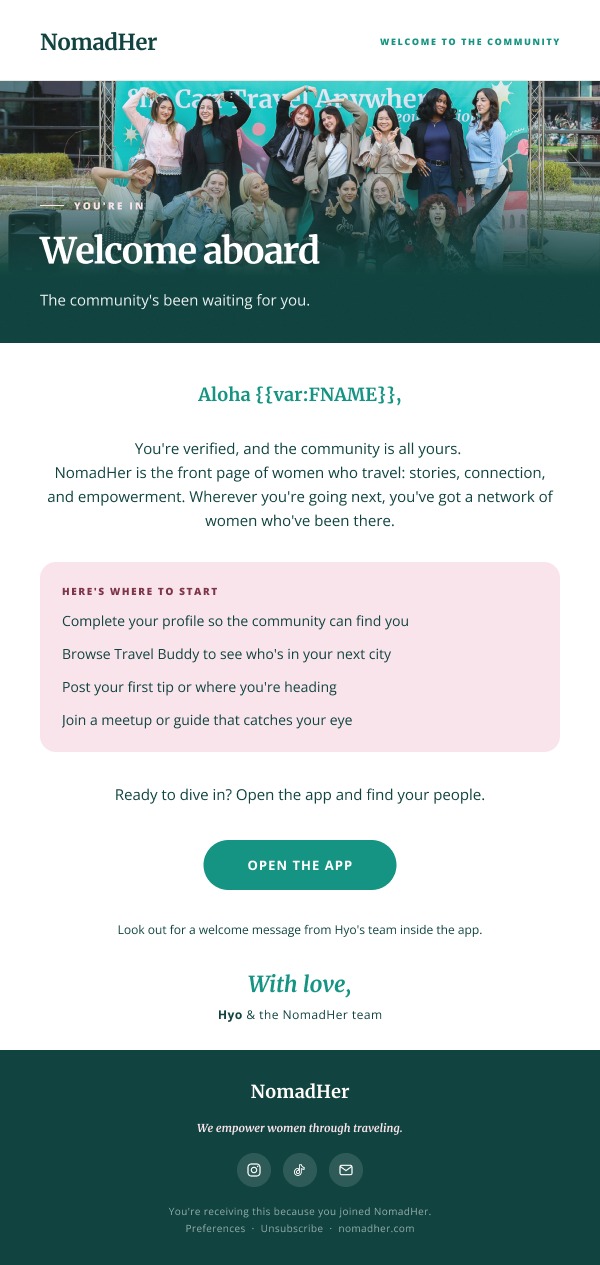 NomadHer
WELCOME TO THE COMMUNITY
She Can Travel Anywhere
YOU'RE IN
Welcome aboard
The community's been waiting for you.
Aloha {{var:FNAME}},
You're verified, and the community is all yours.
NomadHer is the front page of women who travel: stories, connection,
and empowerment. Wherever you're going next, you've got a network of
women who've been there.
HERE'S WHERE TO START
Complete your profile so the community can find you
Browse Travel Buddy to see who's in your next city
Post your first tip or where you're heading
Join a meetup or guide that catches your eye
Ready to dive in? Open the app and find your people.
OPEN THE APP
Look out for a welcome message from Hyo's team inside the app.
With love,
Hyo & the NomadHer team
NomadHer
We empower women through traveling.
You're receiving this because you joined NomadHer.
Preferences · Unsubscribe · nomadher.com